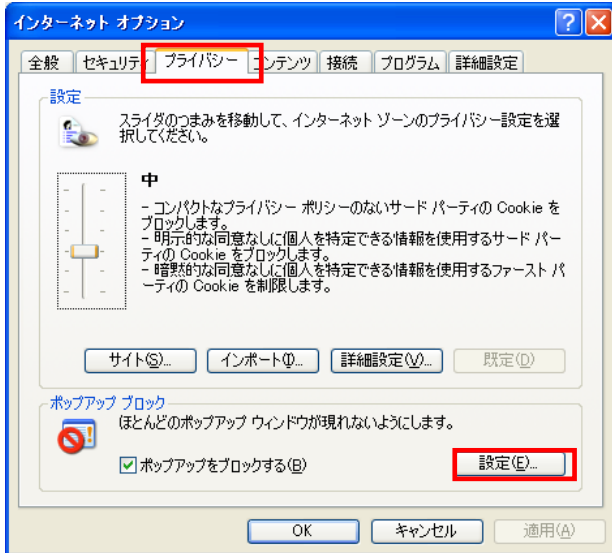 インターネット オプション
全般 セキュリティ プライバシー コンテンツ 接続 プログラム 詳細設定
設定
スライダのつまみを移動して、インターネット ゾーンのプライバシー設定を選
択してください。
中
- コンパクトなプライバシー ポリシーのないサード パーティの Cookie を
ブロックします。
- 明示的な同意なしに個人を特定できる情報を使用するサード パー
ティの Cookie をブロックします。
- 暗黙的な同意なしに個人を特定できる情報を使用するファースト パ
ーティの Cookie を制限します。
サイト(S)... インポート(I)... 詳細設定(V)... 既定(D)
ポップアップ ブロック
ほとんどのポップアップ ウィンドウが現れないようにします。
ポップアップをブロックする(B) 設定(E)...
OK キャンセル 適用(A)